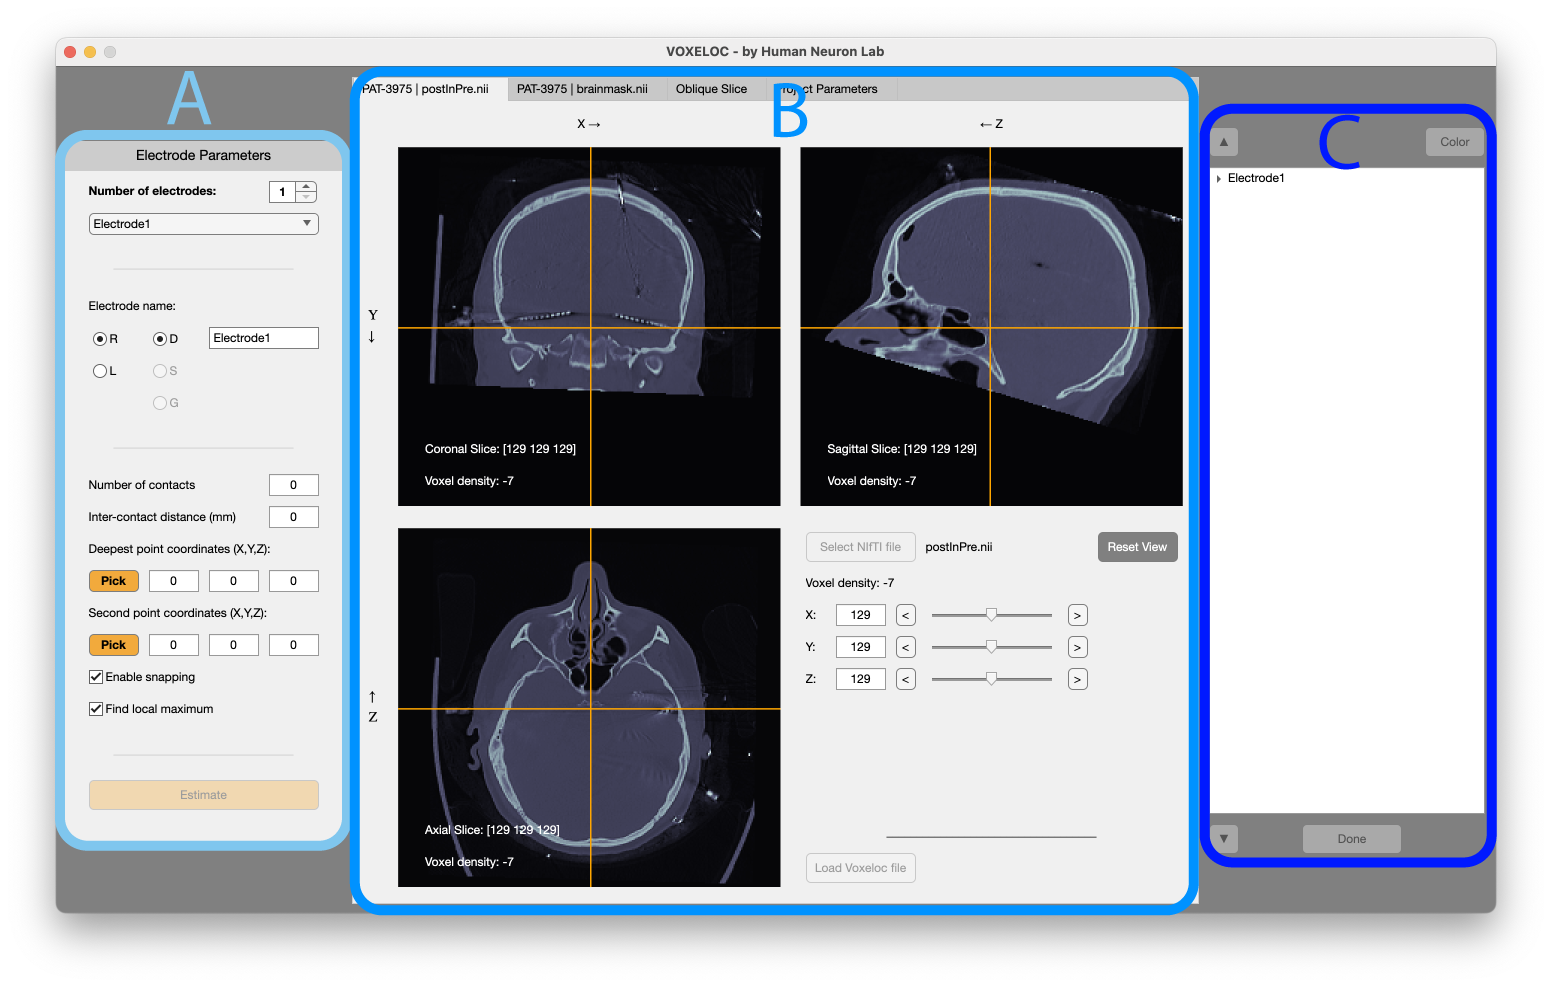 VOXELOC - by Human Neuron Lab
A
Electrode Parameters
Number of electrodes: 1
Electrode1
Electrode name:
R D Electrode1
L S
G
Number of contacts 0
Inter-contact distance (mm) 0
Deepest point coordinates (X,Y,Z):
Pick 0 0 0
Second point coordinates (X,Y,Z):
Pick 0 0 0
Enable snapping
Find local maximum
Estimate
B
PAT-3975 | postInPre.nii PAT-3975 | brainmask.nii Oblique Slice Project Parameters
X→ ←Z
Y
↓
Coronal Slice: [129 129 129]
Voxel density: -7
Sagittal Slice: [129 129 129]
Voxel density: -7
↑
Z
Axial Slice: [129 129 129]
Voxel density: -7
Select NIfTI file postInPre.nii Reset View
Voxel density: -7
X: 129 < >
Y: 129 < >
Z: 129 < >
Load Voxeloc file
C
▲ Color
Electrode1
▼ Done